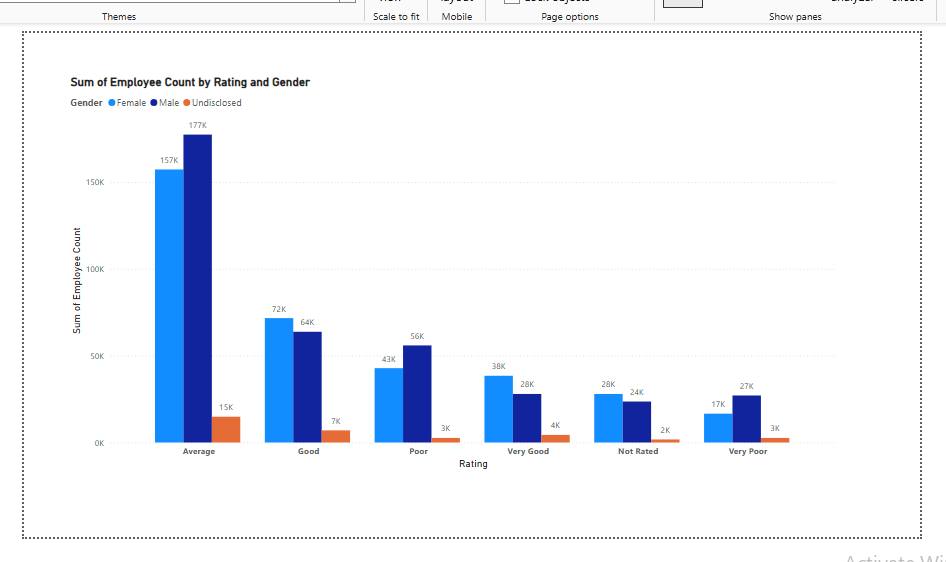 Themes Scale to fit Mobile Page options Show panes
Sum of Employee Count by Rating and Gender
Gender Female Male Undisclosed
177K
157K
150K
100K
72K
64K
56K
50K
43K
38K
28K
28K
24K
27K
17K
15K
7K
3K
4K
2K
3K
0K
Sum of Employee Count
Average Good Poor Very Good Not Rated Very Poor
Rating